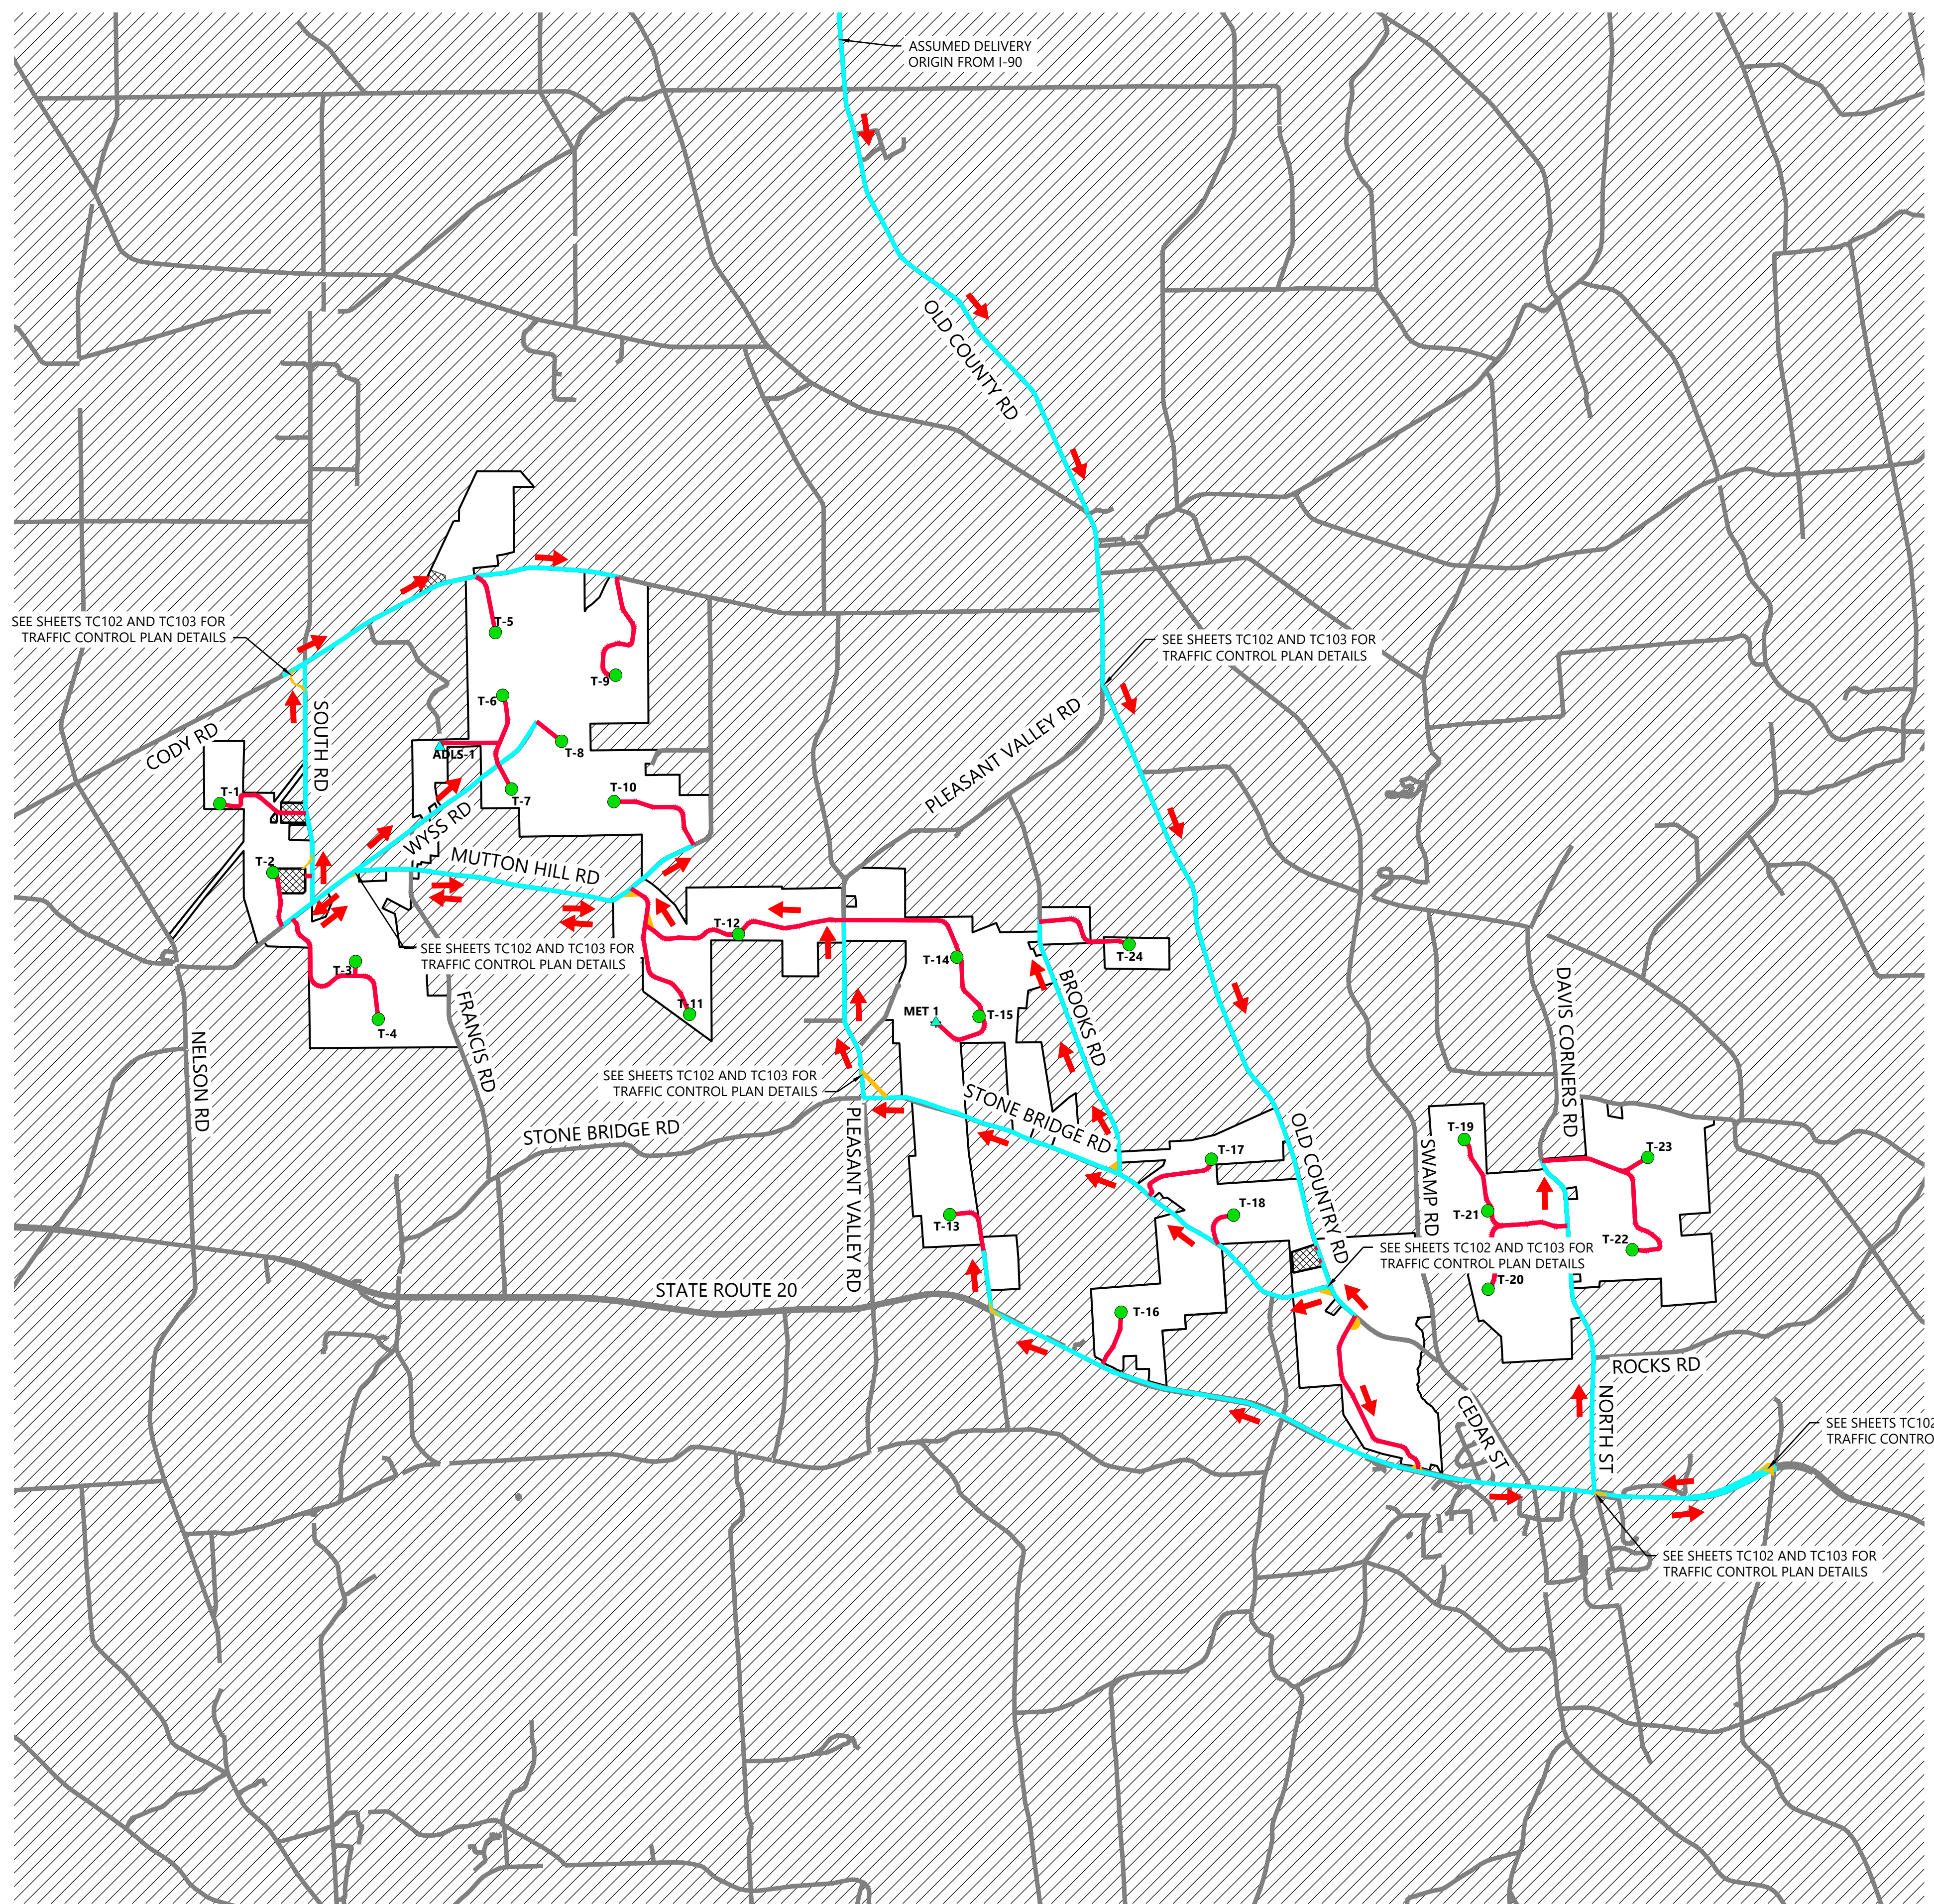 ASSUMED DELIVERY
ORIGIN FROM I-90
OLD COUNTY RD
SEE SHEETS TC102 AND TC103 FOR
TRAFFIC CONTROL PLAN DETAILS
T-5
SEE SHEETS TC102 AND TC103 FOR
TRAFFIC CONTROL PLAN DETAILS
T-9
T-6
SOUTH RD
CODY RD
PLEASANT VALLEY RD
ADLS-1
T-8
T-7
T-1
T-10
WYSS RD
MUTTON HILL RD
T-2
T-12
SEE SHEETS TC102 AND TC103 FOR
TRAFFIC CONTROL PLAN DETAILS
T-3
T-14
T-24
BROOKS RD
DAVIS CORNERS RD
T-11
MET 1
T-15
T-4
FRANCIS RD
NELSON RD
SEE SHEETS TC102 AND TC103 FOR
TRAFFIC CONTROL PLAN DETAILS
STONE BRIDGE RD
STONE BRIDGE RD
PLEASANT VALLEY RD
OLD COUNTRY RD
T-17
T-19
T-23
SWAMP RD
T-13
T-18
T-21
T-22
SEE SHEETS TC102 AND TC103 FOR
TRAFFIC CONTROL PLAN DETAILS
T-20
STATE ROUTE 20
T-16
ROCKS RD
NORTH ST
CEDAR ST
SEE SHEETS TC102
TRAFFIC CONTRO
SEE SHEETS TC102 AND TC103 FOR
TRAFFIC CONTROL PLAN DETAILS